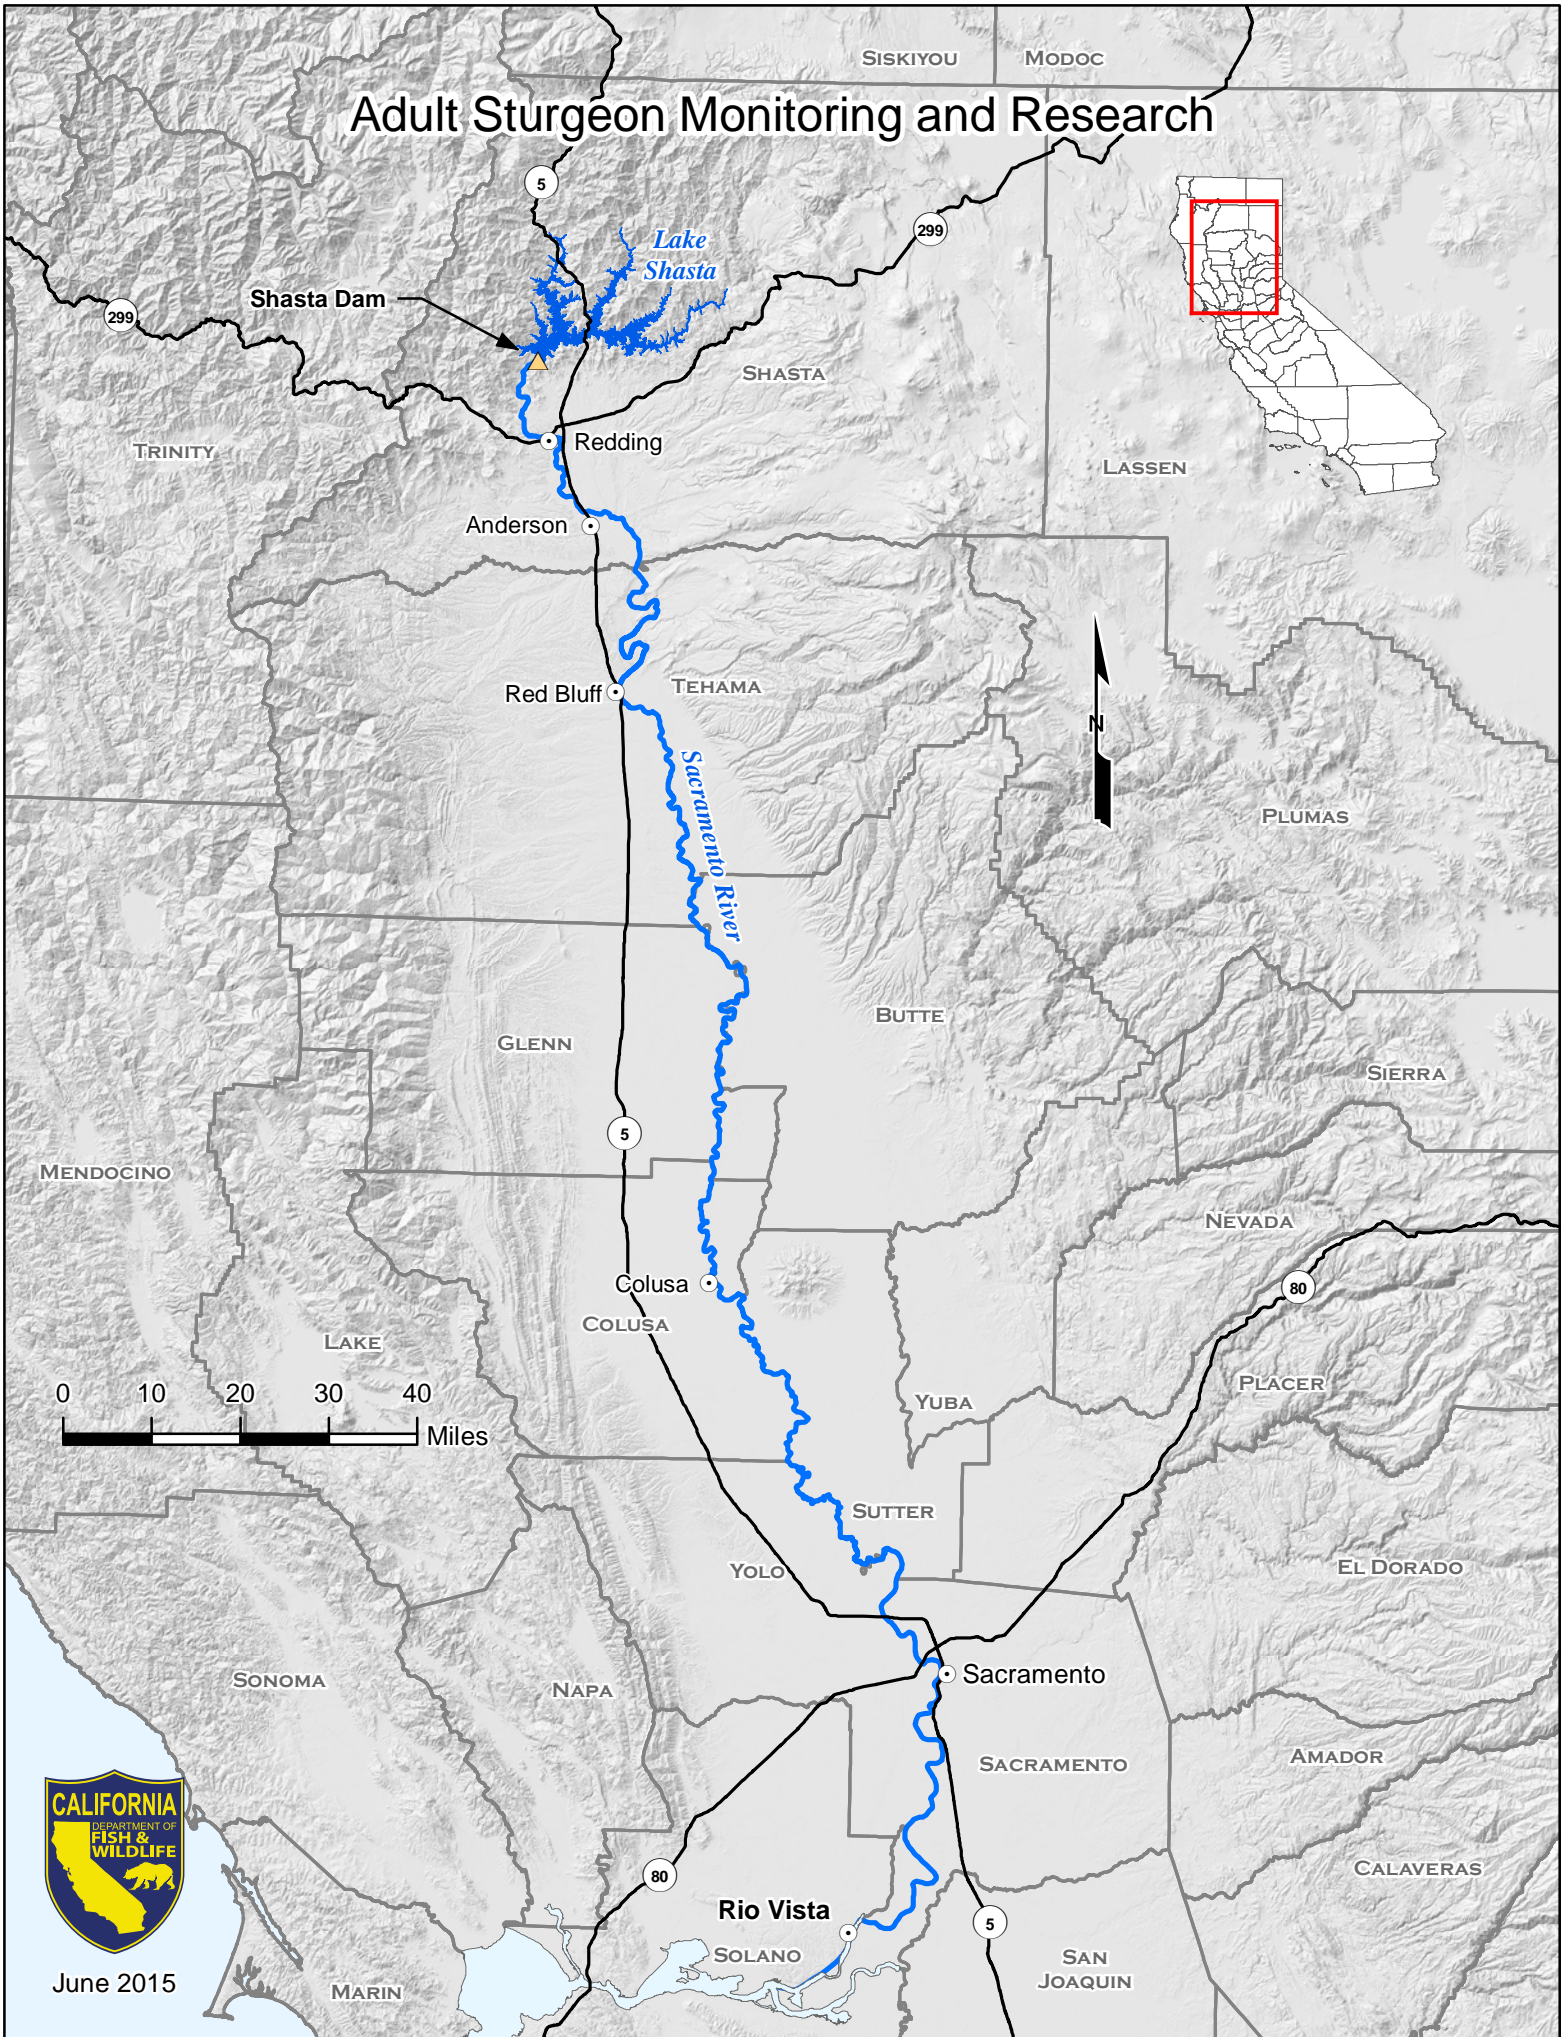 SISKIYOU
MODOC
Adult Sturgeon Monitoring and Research
5
299
Lake
Shasta
Shasta Dam
299
SHASTA
Redding
TRINITY
LASSEN
Anderson
Red Bluff
TEHAMA
N
Sacramento River
PLUMAS
BUTTE
GLENN
SIERRA
5
MENDOCINO
NEVADA
Colusa
80
COLUSA
LAKE
PLACER
0 10 20 30 40
Miles
YUBA
SUTTER
YOLO
EL DORADO
Sacramento
SONOMA
NAPA
AMADOR
SACRAMENTO
CALIFORNIA
DEPARTMENT OF
FISH &
WILDLIFE
80
CALAVERAS
Rio Vista
5
SOLANO
SAN
JOAQUIN
June 2015
MARIN